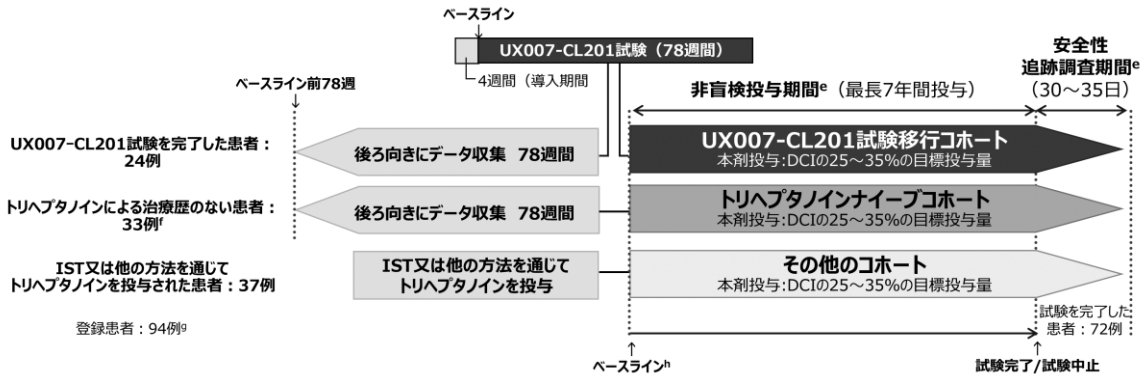 ベースライン
UX007-CL201試験（78週間）
4週間（導入期間
ベースライン前78週
非盲検投与期間e（最長7年間投与）
安全性
追跡調査期間e
（30～35日）
UX007-CL201試験を完了した患者：
24例
後ろ向きにデータ収集 78週間
UX007-CL201試験移行コホート
本剤投与:DCIの25～35%の目標投与量
トリヘプタノインによる治療歴のない患者：
33例f
後ろ向きにデータ収集 78週間
トリヘプタノインナイーブコホート
本剤投与:DCIの25～35%の目標投与量
IST又は他の方法を通じて
トリヘプタノインを投与された患者：37例
IST又は他の方法を通じて
トリヘプタノインを投与
その他のコホート
本剤投与:DCIの25～35%の目標投与量
登録患者：94例g
試験を完了した
患者：72例
ベースラインh
試験完了/試験中止